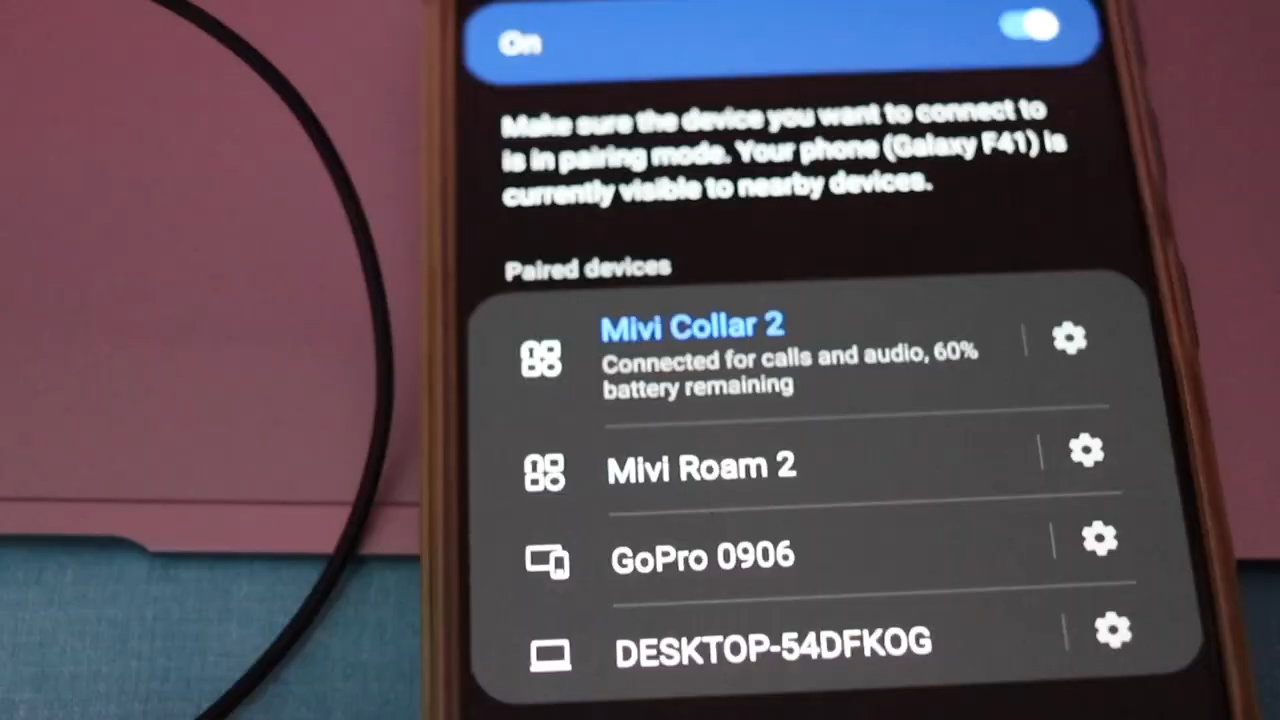 On
Make sure the device you want to connect to
is in pairing mode. Your phone (Galaxy F41) is
currently visible to nearby devices.
Paired devices
Mivi Collar 2
Connected for calls and audio, 60%
battery remaining
Mivi Roam 2
GoPro 0906
DESKTOP-54DFKOG